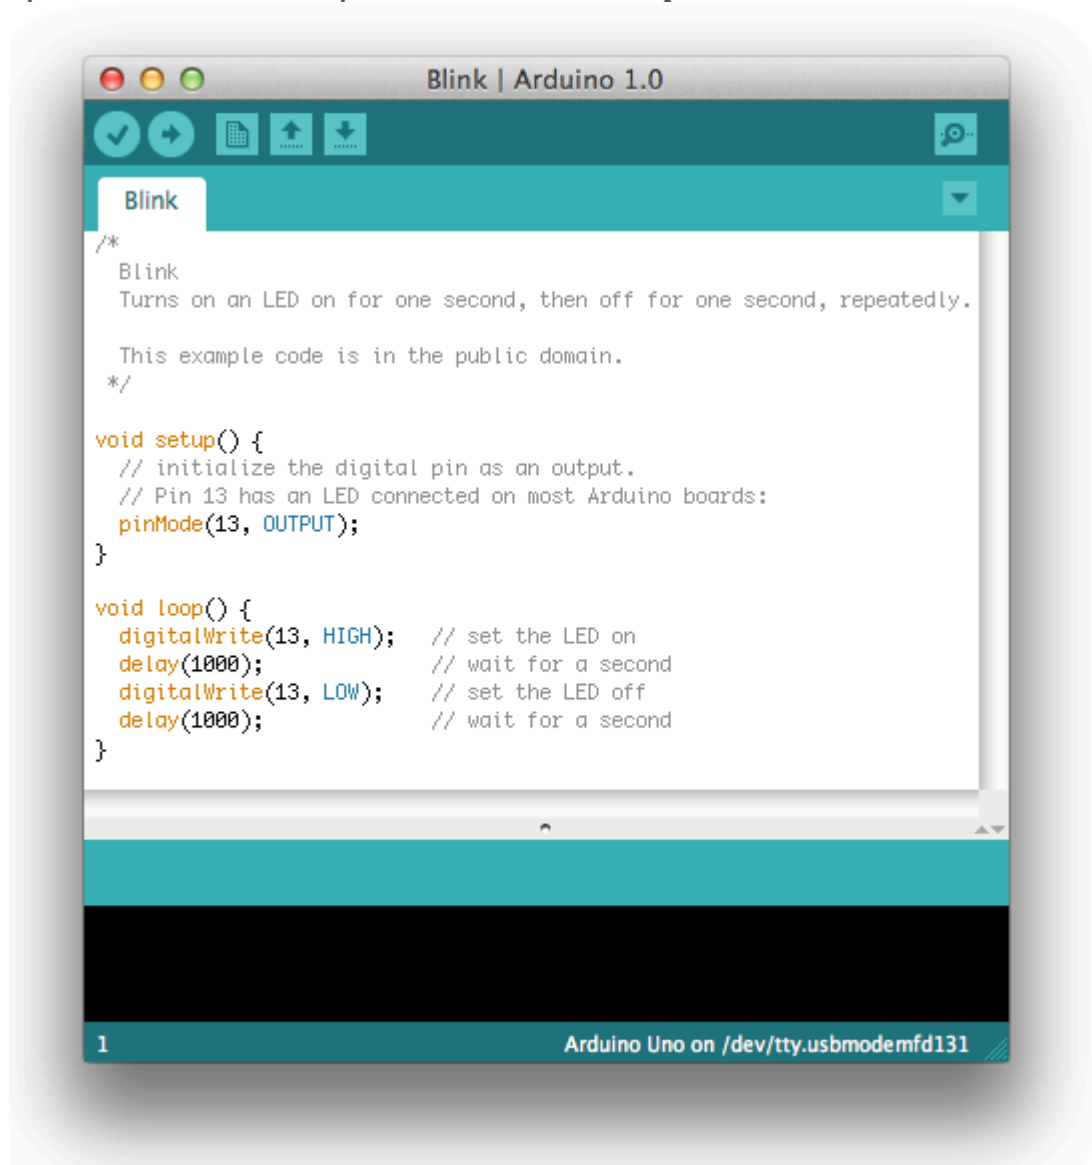 Blink | Arduino 1.0
Blink
/*
  Blink
  Turns on an LED on for one second, then off for one second, repeatedly.

  This example code is in the public domain.
 */

void setup() {
  // initialize the digital pin as an output.
  // Pin 13 has an LED connected on most Arduino boards:
  pinMode(13, OUTPUT);
}

void loop() {
  digitalWrite(13, HIGH);   // set the LED on
  delay(1000);              // wait for a second
  digitalWrite(13, LOW);    // set the LED off
  delay(1000);              // wait for a second
}
1
Arduino Uno on /dev/tty.usbmodemfd131